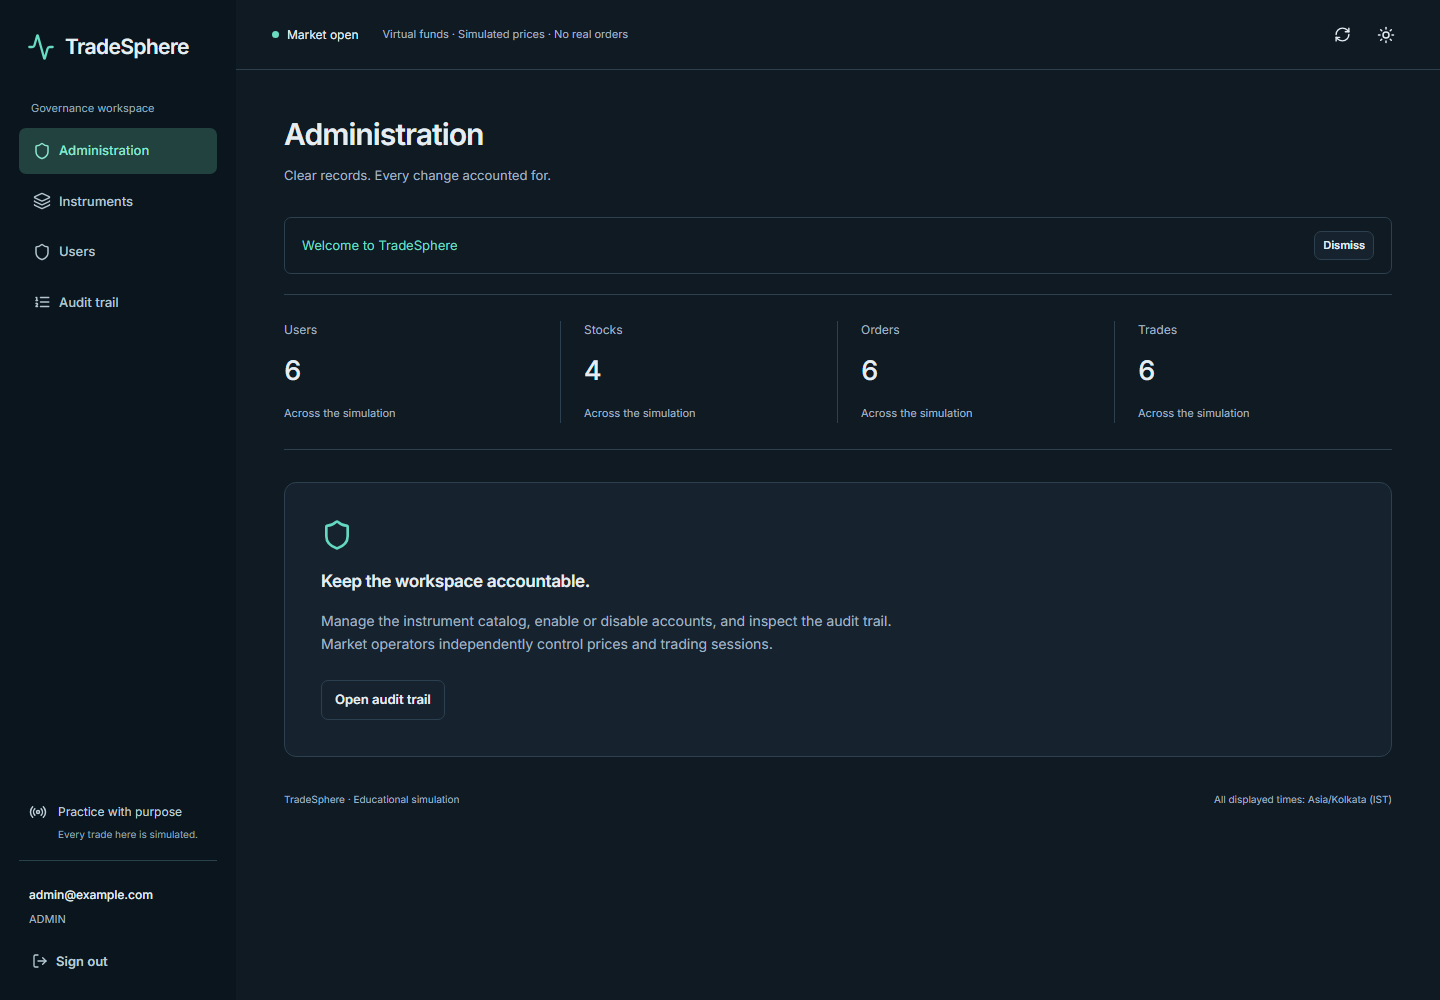 TradeSphere
Governance workspace
Administration
Instruments
Users
Audit trail
Practice with purpose
Every trade here is simulated.
admin@example.com
ADMIN
Sign out
Market open
Virtual funds · Simulated prices · No real orders
Administration
Clear records. Every change accounted for.
Welcome to TradeSphere
Dismiss
Users
6
Across the simulation
Stocks
4
Across the simulation
Orders
6
Across the simulation
Trades
6
Across the simulation
Keep the workspace accountable.
Manage the instrument catalog, enable or disable accounts, and inspect the audit trail.
Market operators independently control prices and trading sessions.
Open audit trail
TradeSphere · Educational simulation
All displayed times: Asia/Kolkata (IST)